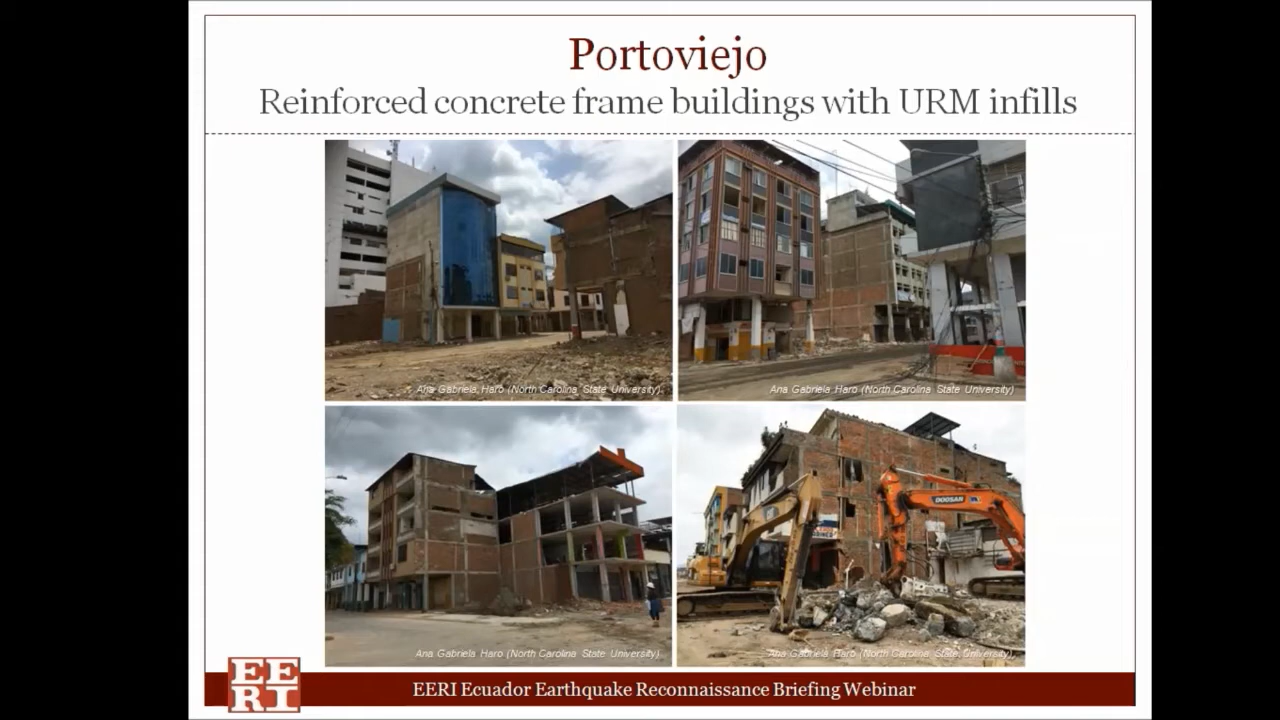 Portoviejo
Reinforced concrete frame buildings with URM infills
Ana Gabriela Haro (North Carolina State University)
Ana Gabriela Haro (North Carolina State University)
DOOSAN
Ana Gabriela Haro (North Carolina State University)
Ana Gabriela Haro (North Carolina State University)
EE
RI
EERI Ecuador Earthquake Reconnaissance Briefing Webinar